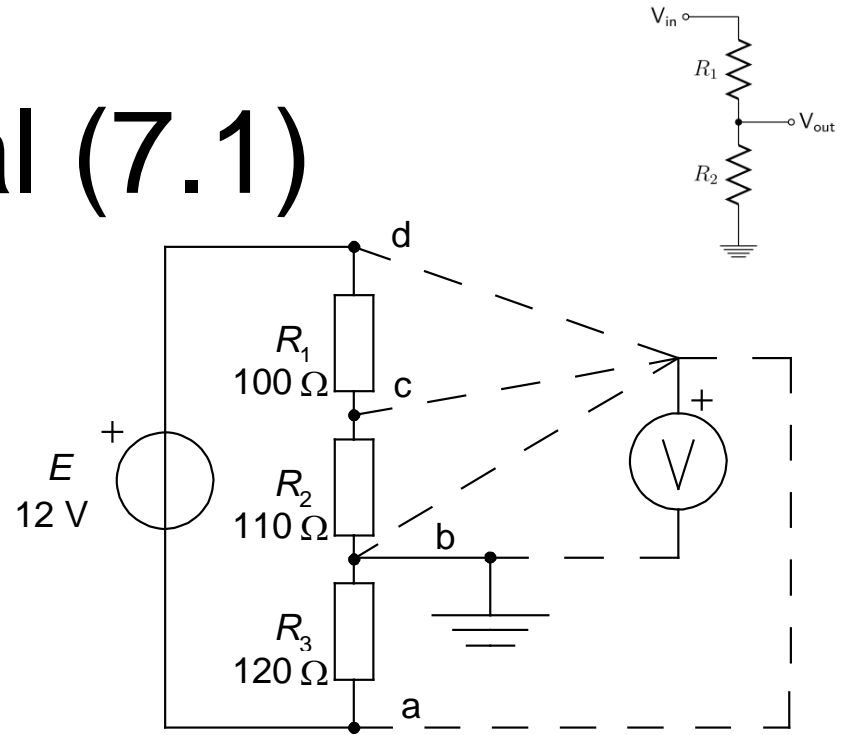 V_in
R_1
V_out
R_2
al (7.1)
d
R_1
100 Ω
c
+
+
E
12 V
V
R_2
110 Ω
b
R_3
120 Ω
a